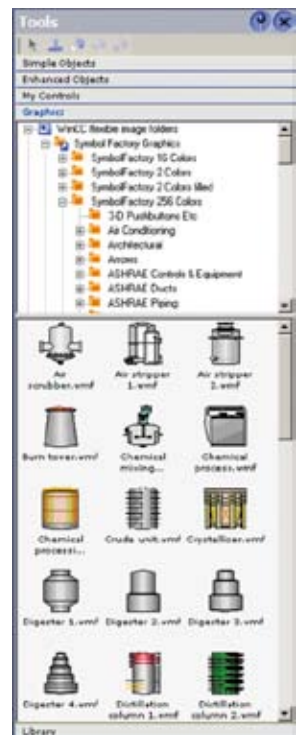 Tools
Simple Objects
Enhanced Objects
My Controls
Graphics
WinCC flexible image folders
Symbol Factory Graphics
SymbolFactory 16 Colors
SymbolFactory 2 Colors
SymbolFactory 2 Colors filled
SymbolFactory 256 Colors
3-D Pushbuttons Etc
Air Conditioning
Architectural
Arrows
ASHRAE Controls & Equipment
ASHRAE Ducts
ASHRAE Piping
Air scrubber.wmf
Air stripper 1.wmf
Air stripper 2.wmf
Burn tower.wmf
Chemical mixing...
Chemical process.wmf
Chemical processi...
Crude unit.wmf
Crystallizer.wmf
Digester 1.wmf
Digester 2.wmf
Digester 3.wmf
Digester 4.wmf
Distillation column 1.wmf
Distillation column 2.wmf
Library